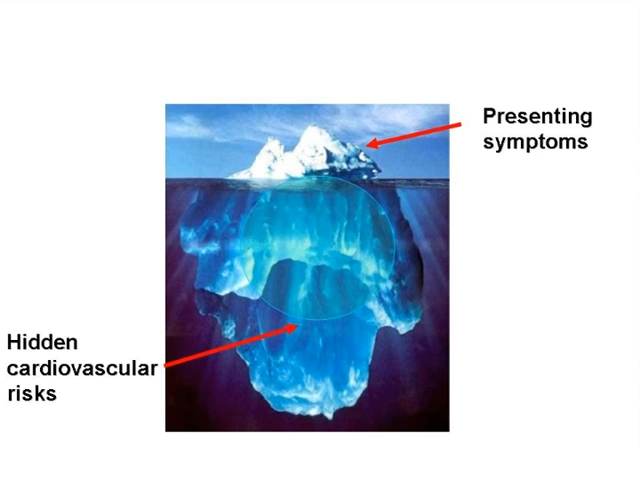 Presenting
symptoms
Hidden
cardiovascular
risks